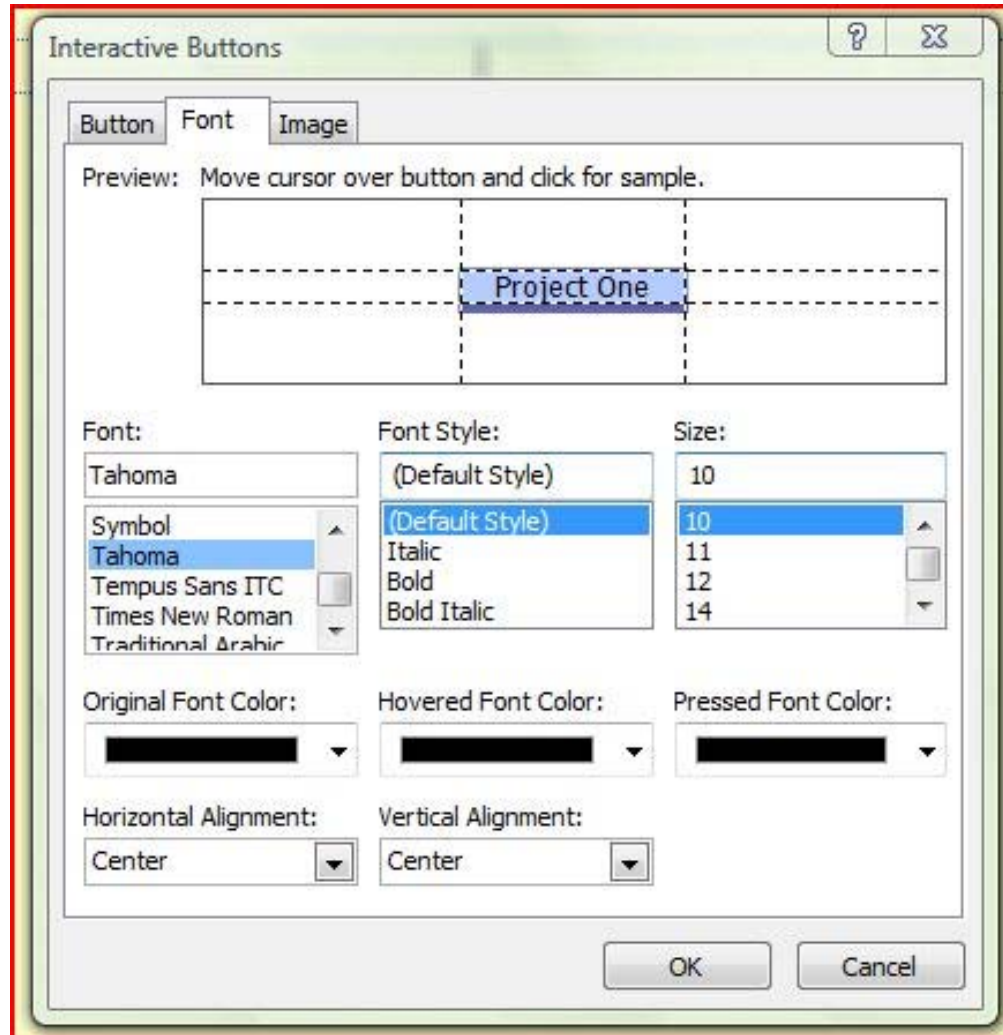 Interactive Buttons
Button Font Image
Preview: Move cursor over button and click for sample.
Project One
Font: Font Style: Size:
Tahoma (Default Style) 10
Symbol (Default Style) 10
Tahoma Italic 11
Tempus Sans ITC Bold 12
Times New Roman Bold Italic 14
Traditional Arabic
Original Font Color: Hovered Font Color: Pressed Font Color:
Horizontal Alignment: Vertical Alignment:
Center Center
OK Cancel